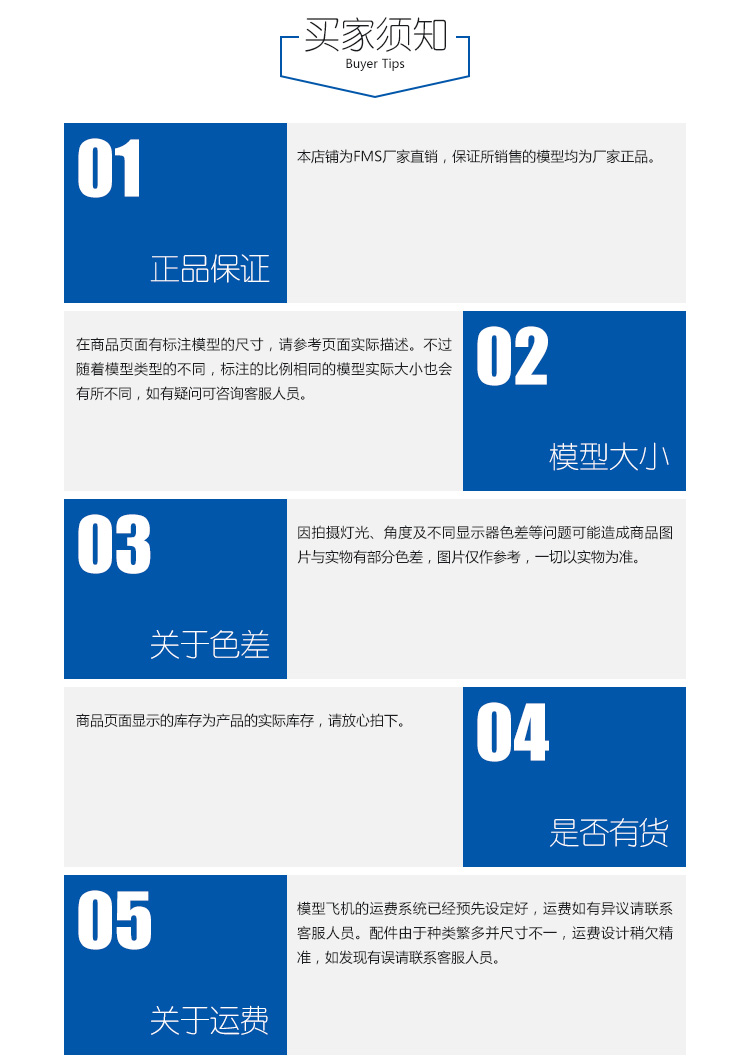 买家须知
Buyer Tips
01
正品保证
本店铺为FMS厂家直销，保证所销售的模型均为厂家正品。
在商品页面有标注模型的尺寸，请参考页面实际描述。不过
随着模型类型的不同，标注的比例相同的模型实际大小也会
有所不同，如有疑问可咨询客服人员。
02
模型大小
03
关于色差
因拍摄灯光、角度及不同显示器色差等问题可能造成商品图
片与实物有部分色差，图片仅作参考，一切以实物为准。
商品页面显示的库存为产品的实际库存，请放心拍下。
04
是否有货
05
关于运费
模型飞机的运费系统已经预先设定好，运费如有异议请联系
客服人员。配件由于种类繁多并尺寸不一，运费设计稍欠精
准，如发现有误请联系客服人员。